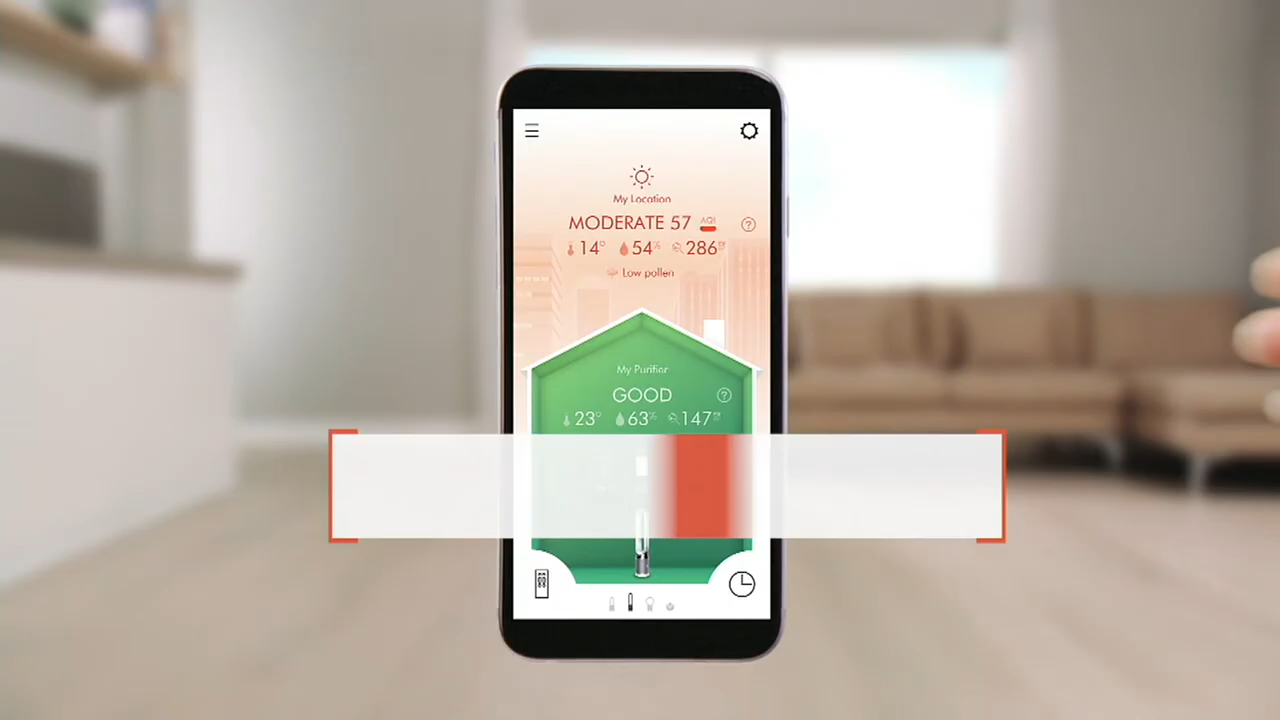 My Location
MODERATE 57 AQI
14° 54% 286
Low pollen
My Purifier
GOOD
23° 63% 147